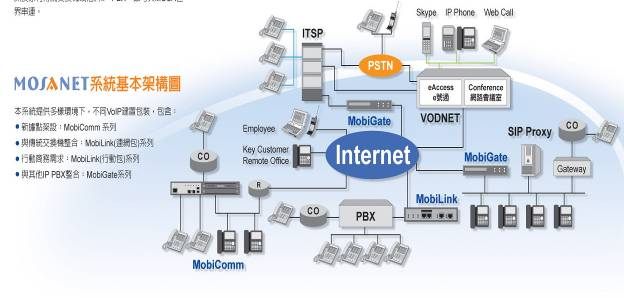 界串連。
MOSANET系統基本架構圖
本系統提供多樣環境下，不同VoIP建置包裝，包含：
● 新據點架設：MobiComm 系列
● 與傳統交換機整合：MobiLink(連網包)系列
● 行動商務需求：MobiLink(行動包)系列
● 與其他IP PBX整合：MobiGate系列
Skype IP Phone Web Call
ITSP
PSTN
eAccess
e號通
Conference
網路會議室
VODNET
MobiGate
Employee
Key Customer
Remote Office
Internet
MobiGate
SIP Proxy
CO
Gateway
CO
R
MobiComm
CO
PBX
MobiLink